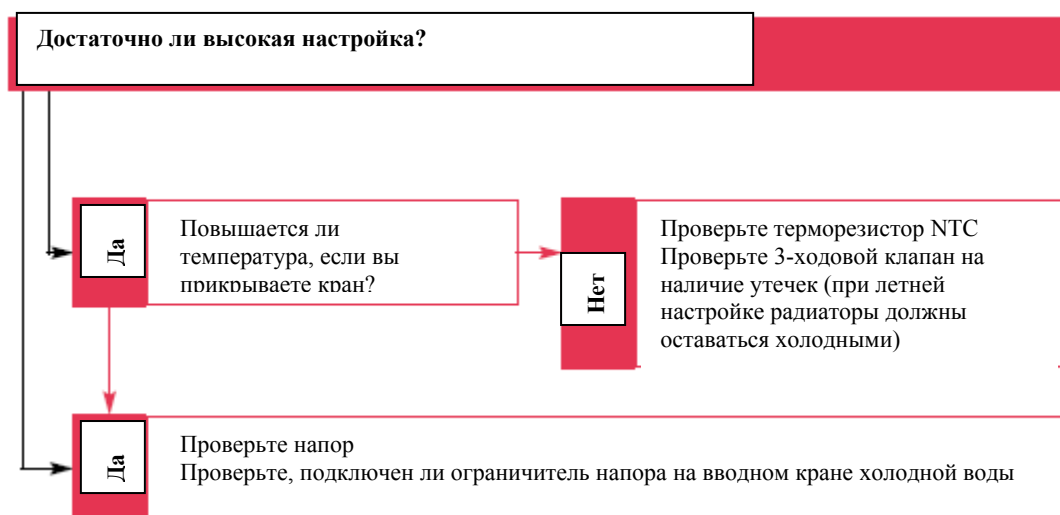 Достаточно ли высокая настройка?
Да
Повышается ли
температура, если вы
прикрываете кран?
Нет
Проверьте терморезистор NTC
Проверьте 3-ходовой клапан на
наличие утечек (при летней
настройке радиаторы должны
оставаться холодными)
Да
Проверьте напор
Проверьте, подключен ли ограничитель напора на вводном кране холодной воды